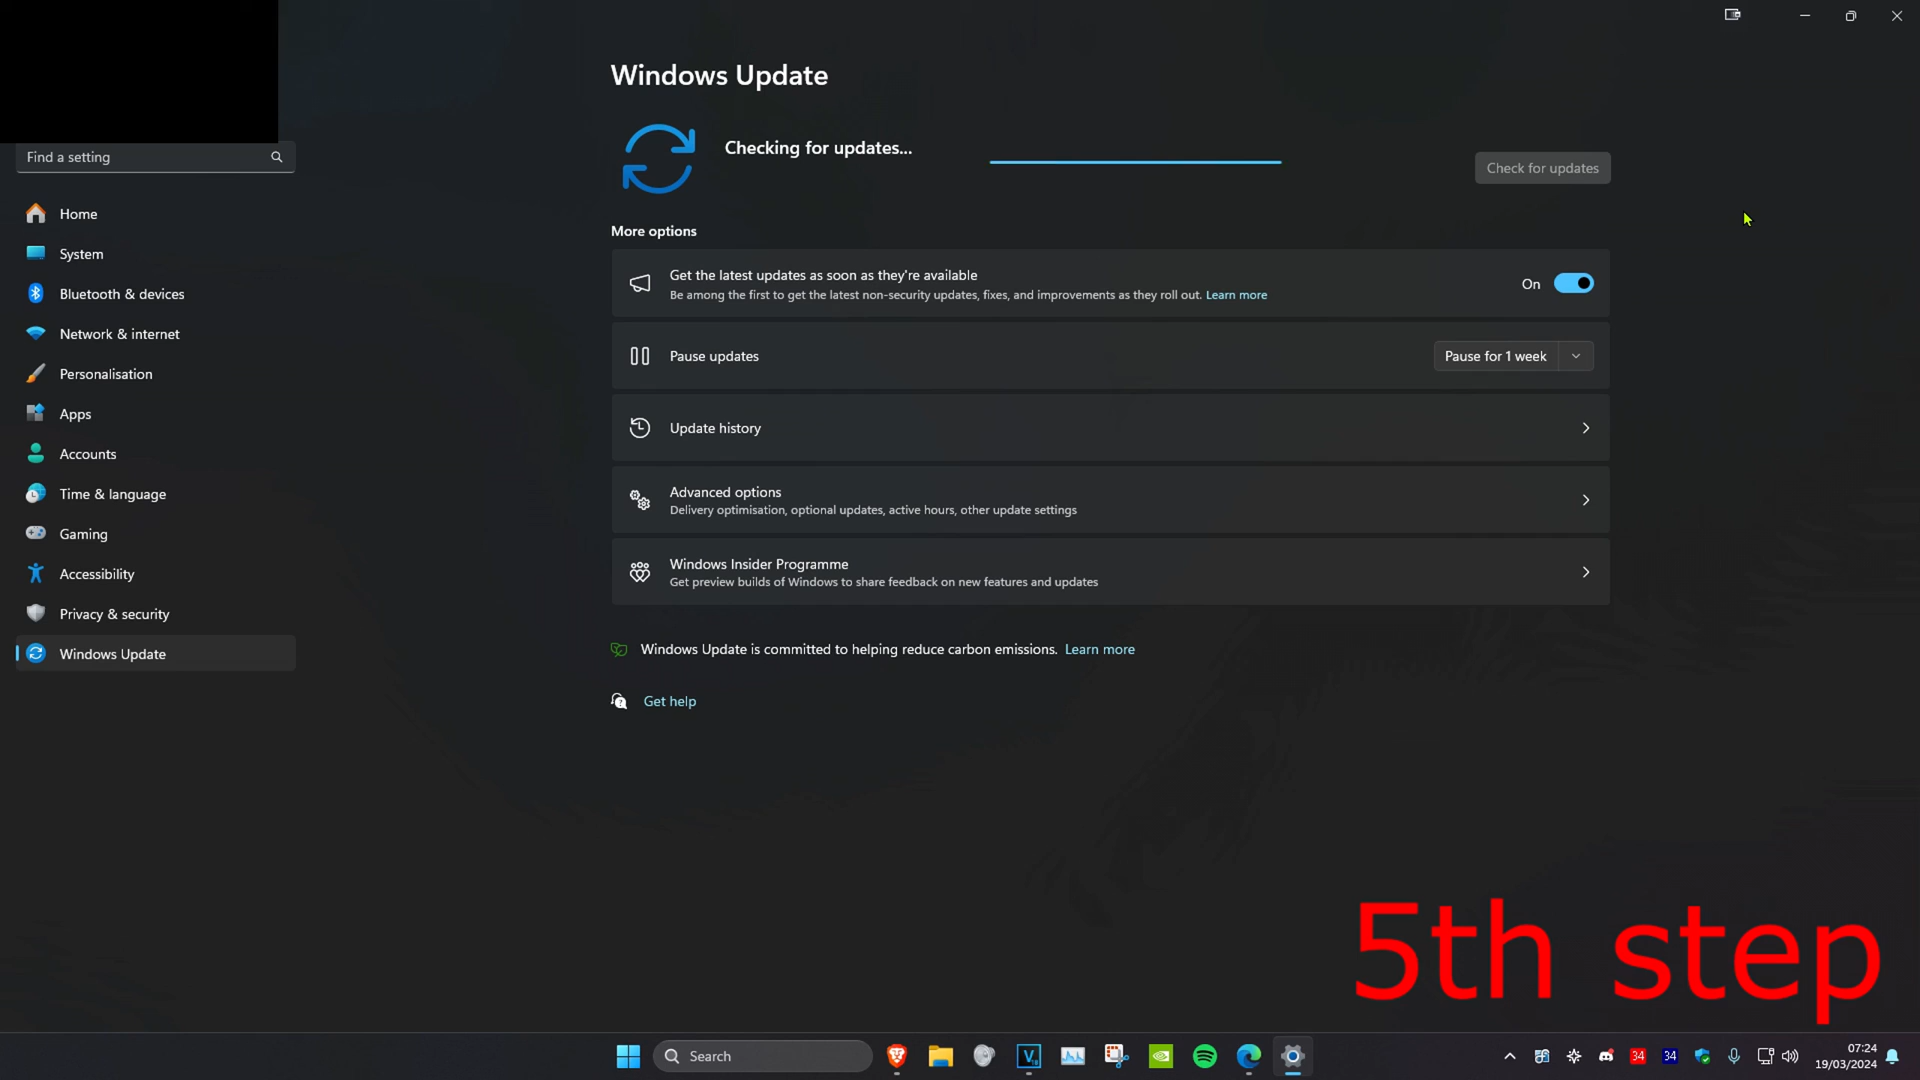 Windows Update
Checking for updates...
Check for updates
Find a setting
Home
System
Bluetooth & devices
Network & internet
Personalisation
Apps
Accounts
Time & language
Gaming
Accessibility
Privacy & security
Windows Update
More options
Get the latest updates as soon as they're available
Be among the first to get the latest non-security updates, fixes, and improvements as they roll out. Learn more
On
Pause updates
Pause for 1 week
Update history
Advanced options
Delivery optimisation, optional updates, active hours, other update settings
Windows Insider Programme
Get preview builds of Windows to share feedback on new features and updates
Windows Update is committed to helping reduce carbon emissions. Learn more
Get help
5th step
Search
34
34
07:24
19/03/2024